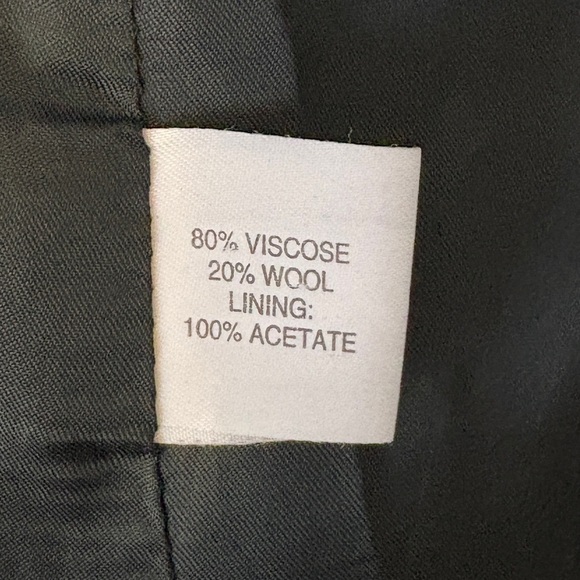 80% VISCOSE
20% WOOL
LINING:
100% ACETATE